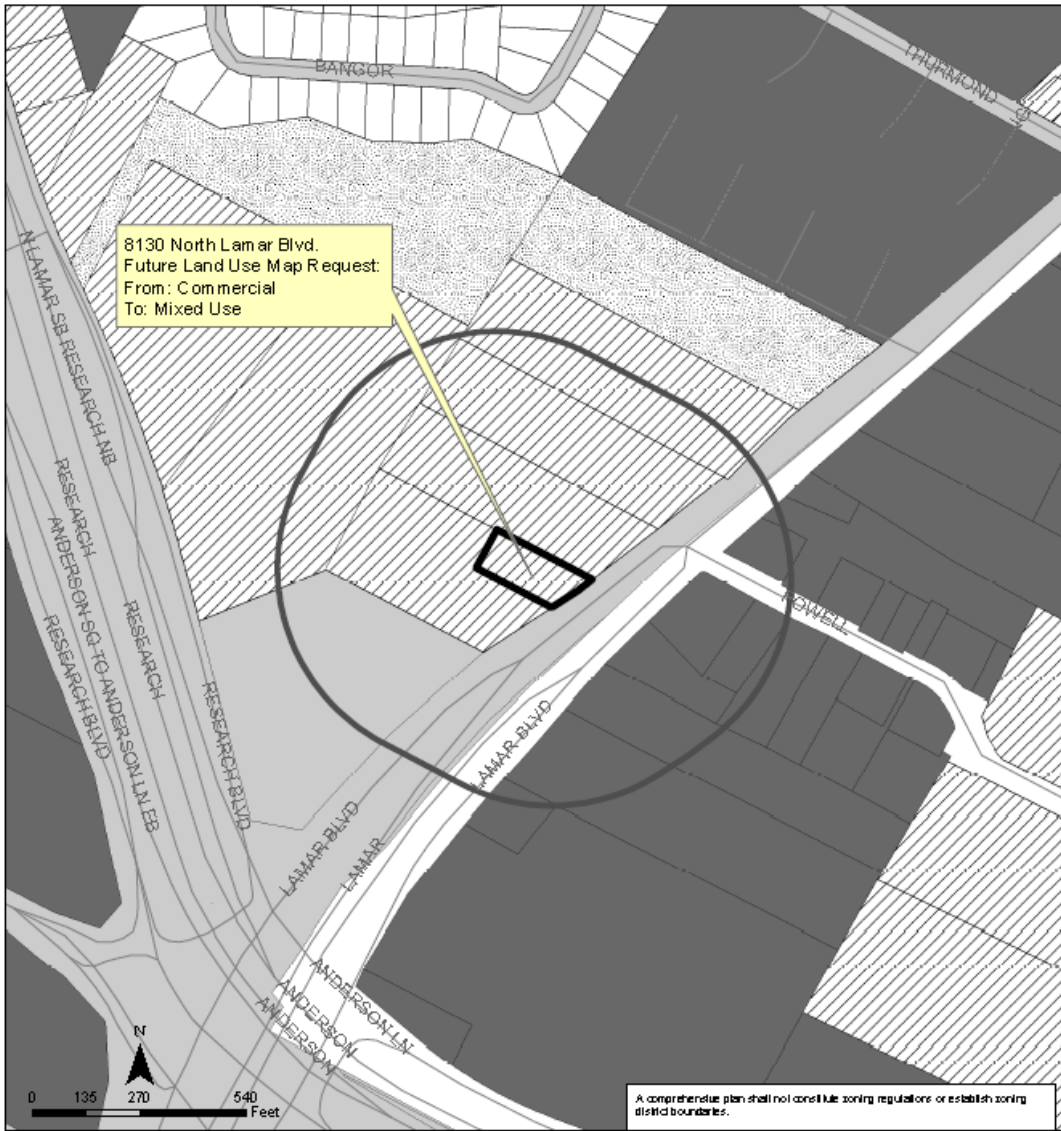 BANGOR
THURMOND
8130 North Lamar Blvd.
Future Land Use Map Request:
From: Commercial
To: Mixed Use
N LAMAR SB RESEARCH NB
RESEARCH
ANDERSON SQ TO ANDERSON LN EB
RESEARCH
RESEARCH BLVD
RESEARCH BLVD
POWELL
LAMAR BLVD
LAMAR BLVD
LAMAR
ANDERSON LN
ANDERSON
ANDERSON
N
0 135 270 540
Feet
A comprehensive plan shall not constitute zoning regulations or establish zoning
district boundaries.